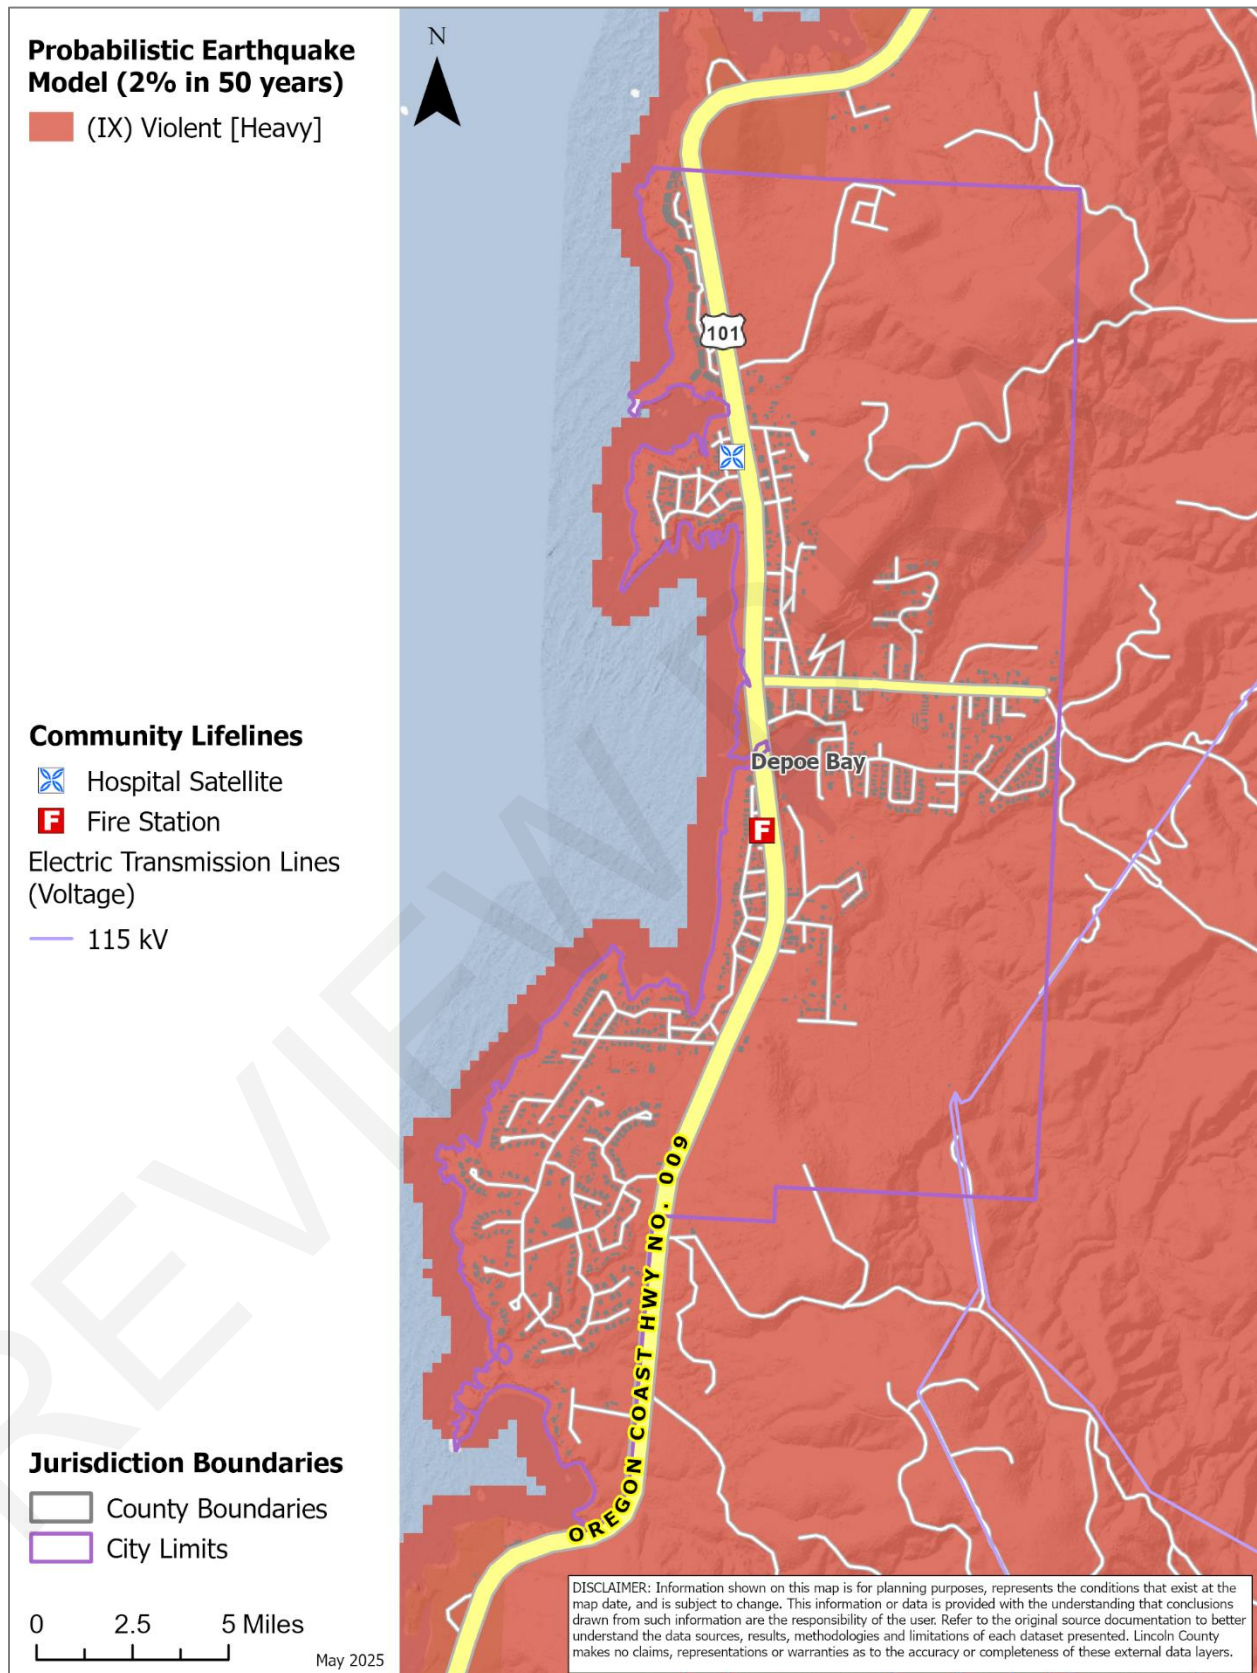 Probabilistic Earthquake
Model (2% in 50 years)
(IX) Violent [Heavy]
N
101
Depoe Bay
F
Community Lifelines
Hospital Satellite
F Fire Station
Electric Transmission Lines
(Voltage)
115 kV
OREGON COAST HWY NO. 009
Jurisdiction Boundaries
County Boundaries
City Limits
0 2.5 5 Miles
May 2025
DISCLAIMER: Information shown on this map is for planning purposes, represents the conditions that exist at the
map date, and is subject to change. This information or data is provided with the understanding that conclusions
drawn from such information are the responsibility of the user. Refer to the original source documentation to better
understand the data sources, results, methodologies and limitations of each dataset presented. Lincoln County
makes no claims, representations or warranties as to the accuracy or completeness of these external data layers.